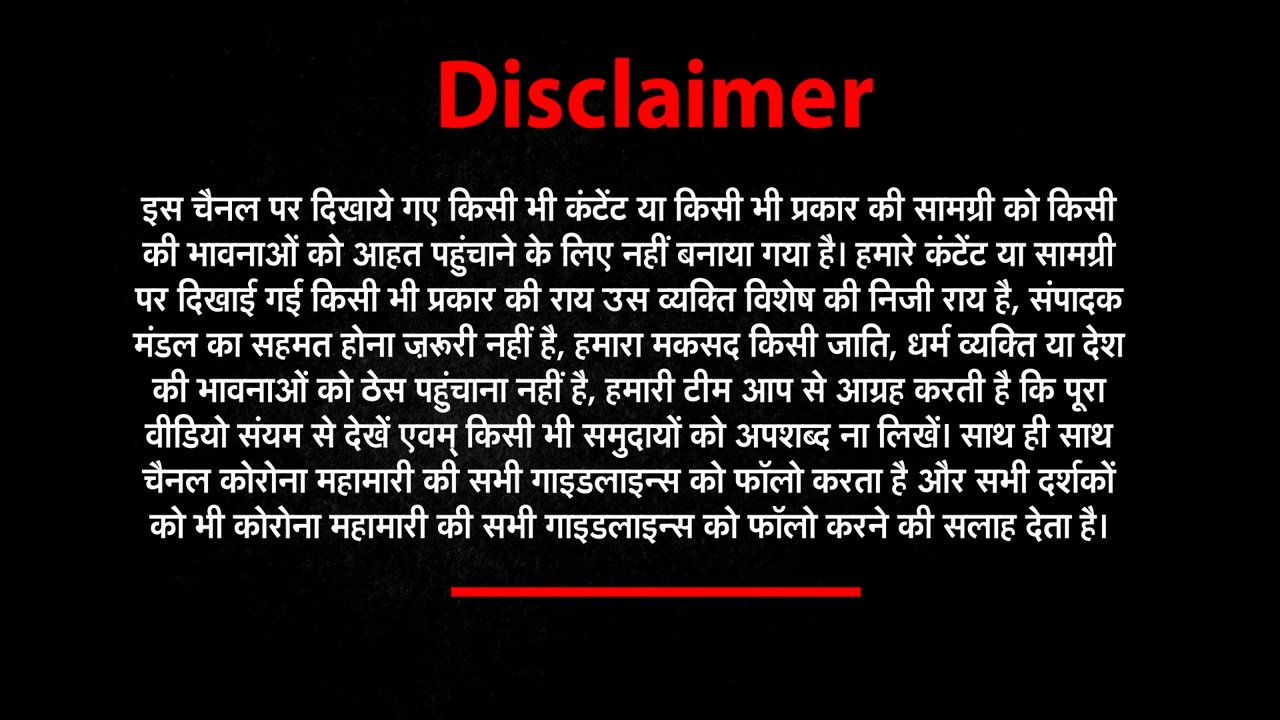 Disclaimer
इस चैनल पर दिखाये गए किसी भी कंटेंट या किसी भी प्रकार की सामग्री को किसी
की भावनाओं को आहत पहुंचाने के लिए नहीं बनाया गया है। हमारे कंटेंट या सामग्री
पर दिखाई गई किसी भी प्रकार की राय उस व्यक्ति विशेष की निजी राय है, संपादक
मंडल का सहमत होना ज़रूरी नहीं है, हमारा मकसद किसी जाति, धर्म व्यक्ति या देश
की भावनाओं को ठेस पहुंचाना नहीं है, हमारी टीम आप से आग्रह करती है कि पूरा
वीडियो संयम से देखें एवम् किसी भी समुदायों को अपशब्द ना लिखें। साथ ही साथ
चैनल कोरोना महामारी की सभी गाइडलाइन्स को फॉलो करता है और सभी दर्शकों
को भी कोरोना महामारी की सभी गाइडलाइन्स को फॉलो करने की सलाह देता है।